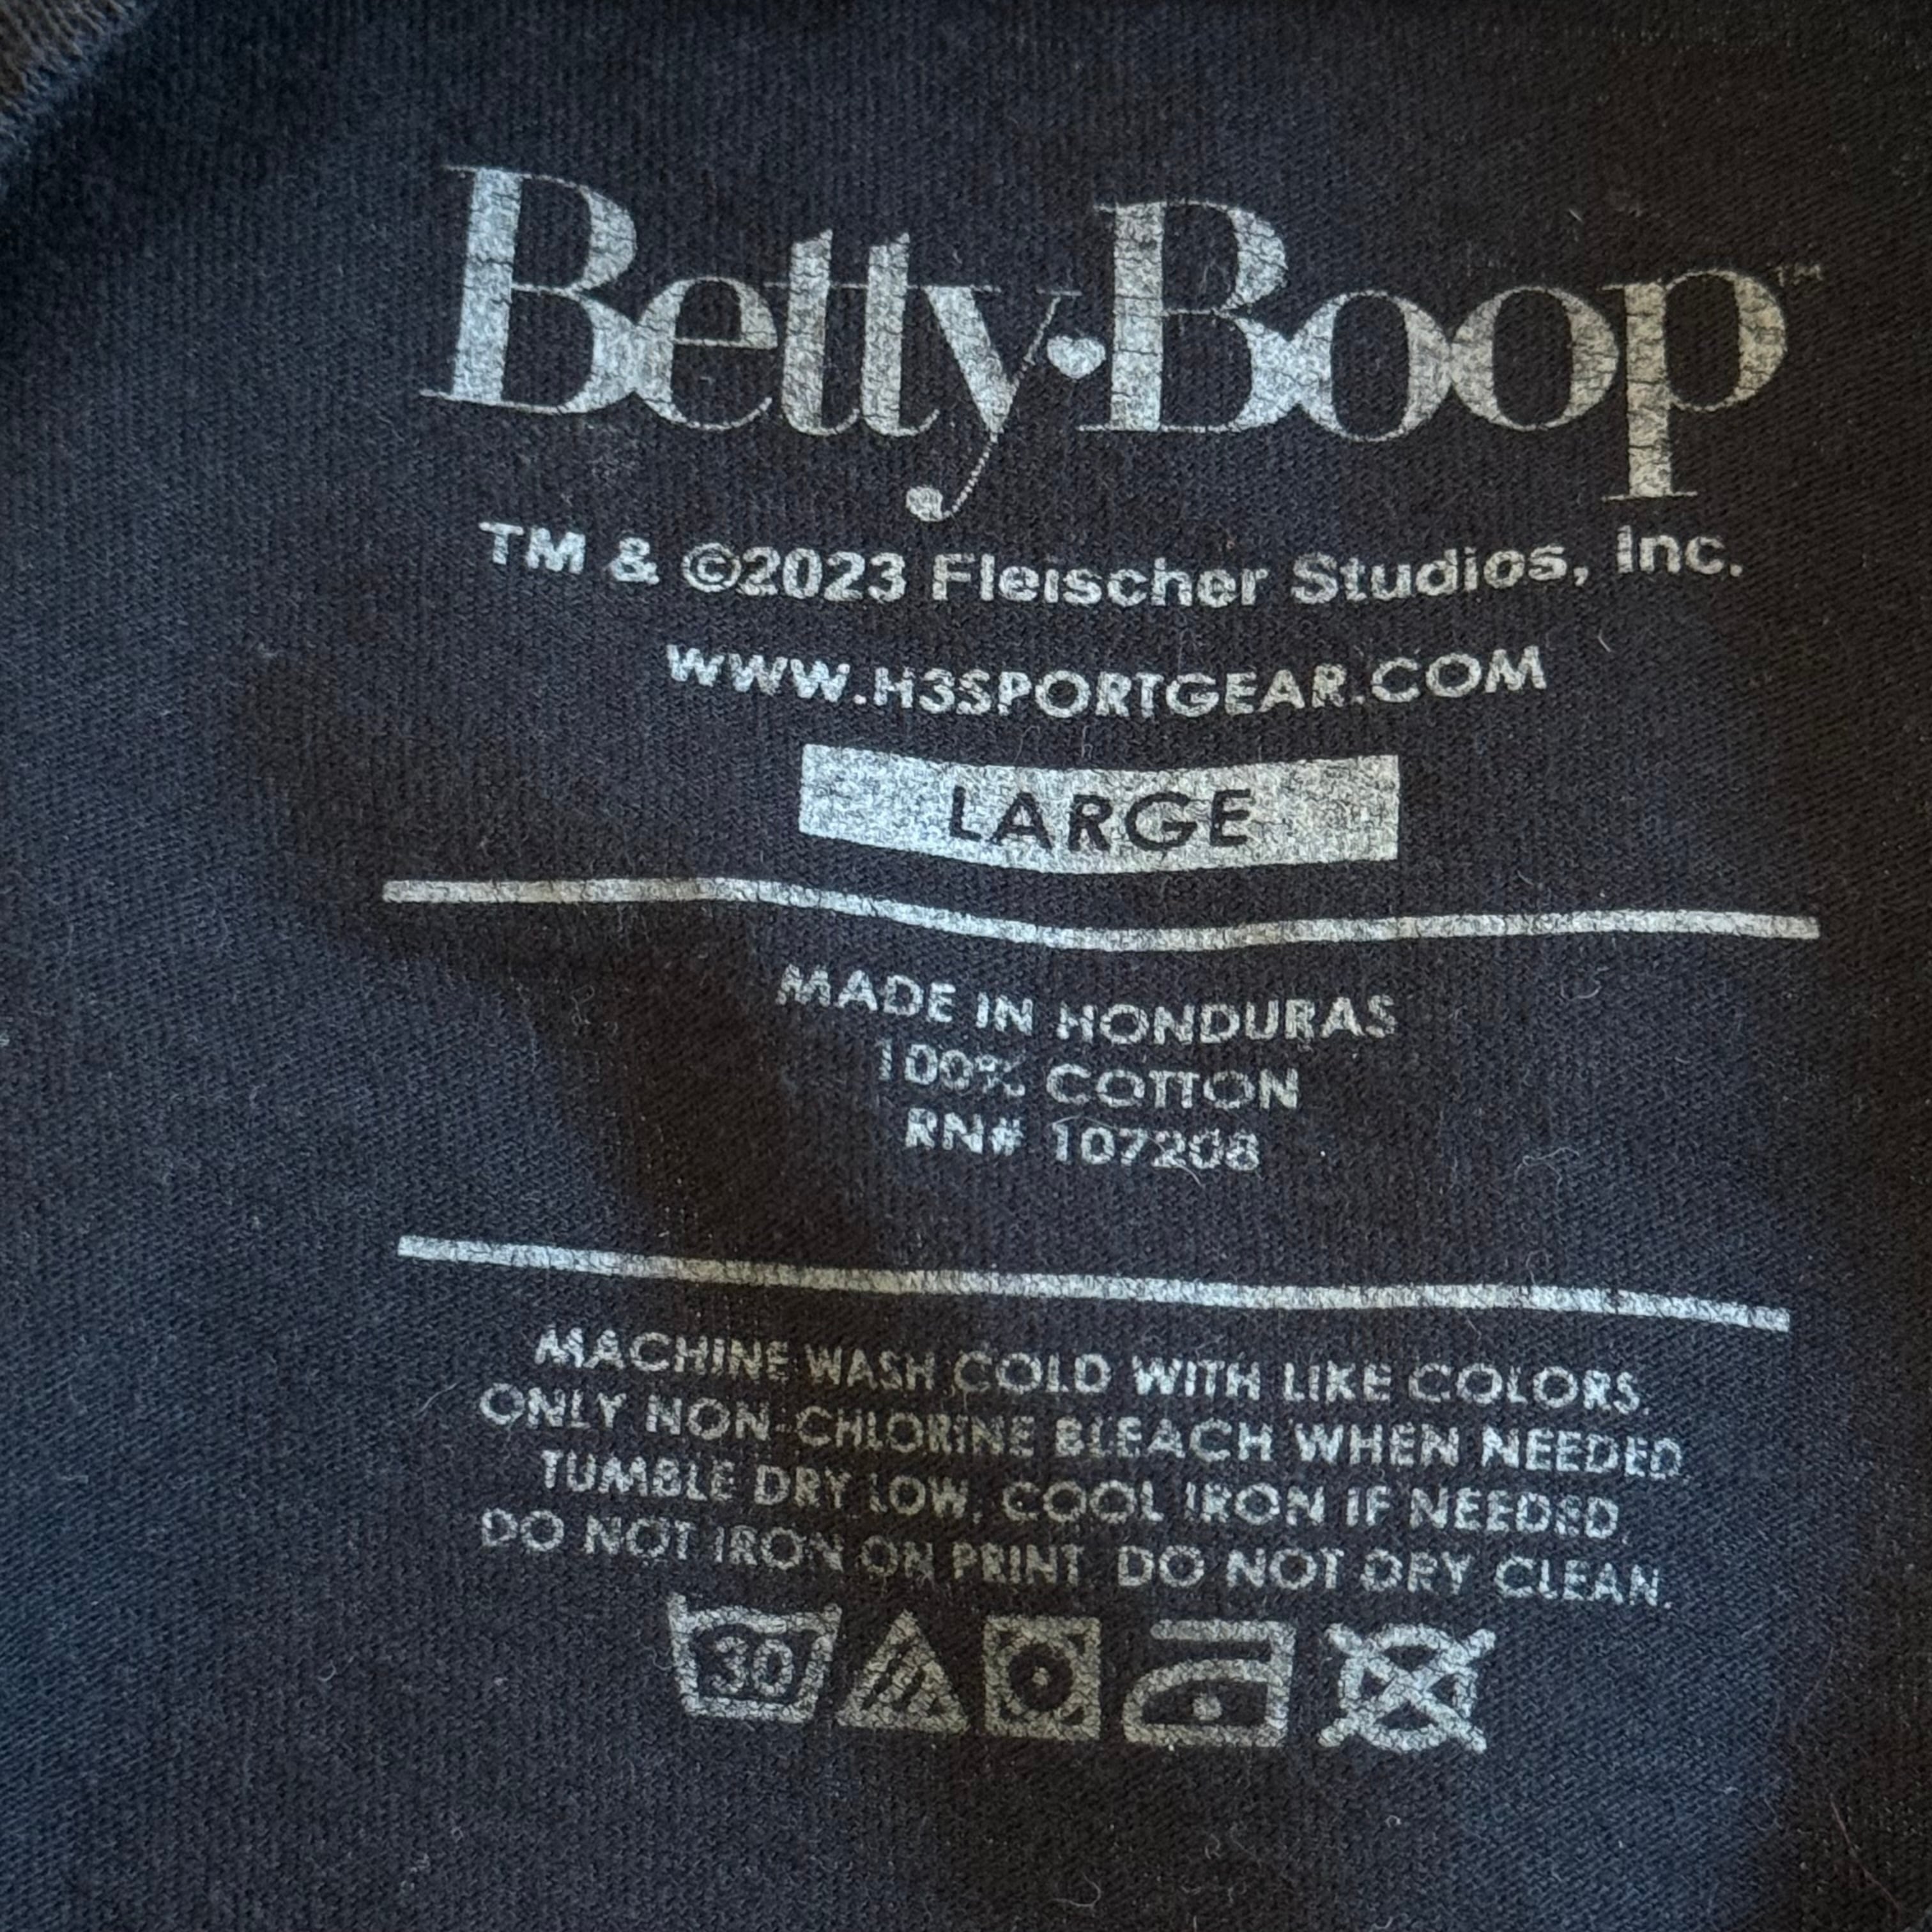 Betty Boop™
TM & ©2023 Fleischer Studios, Inc.
WWW.H3SPORTGEAR.COM
LARGE
MADE IN HONDURAS
100% COTTON
RN# 107208
MACHINE WASH COLD WITH LIKE COLORS.
ONLY NON-CHLORINE BLEACH WHEN NEEDED.
TUMBLE DRY LOW, COOL IRON IF NEEDED.
DO NOT IRON ON PRINT. DO NOT DRY CLEAN.
30